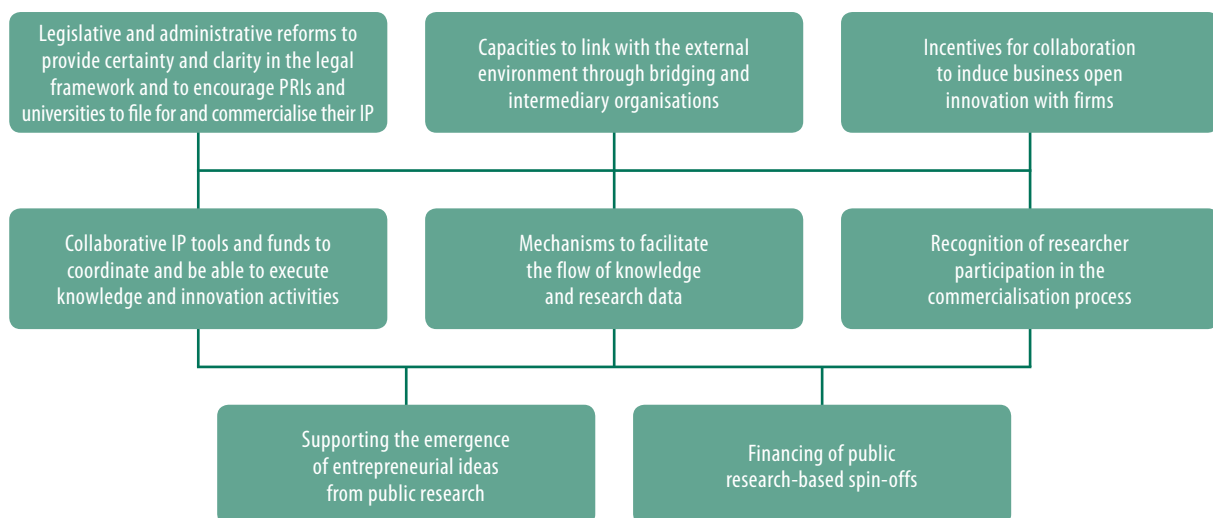 Legislative and administrative reforms to
provide certainty and clarity in the legal
framework and to encourage PRIs and
universities to file for and commercialise their IP
Capacities to link with the external
environment through bridging and
intermediary organisations
Incentives for collaboration
to induce business open
innovation with firms
Collaborative IP tools and funds to
coordinate and be able to execute
knowledge and innovation activities
Mechanisms to facilitate
the flow of knowledge
and research data
Recognition of researcher
participation in the
commercialisation process
Supporting the emergence
of entrepreneurial ideas
from public research
Financing of public
research-based spin-offs